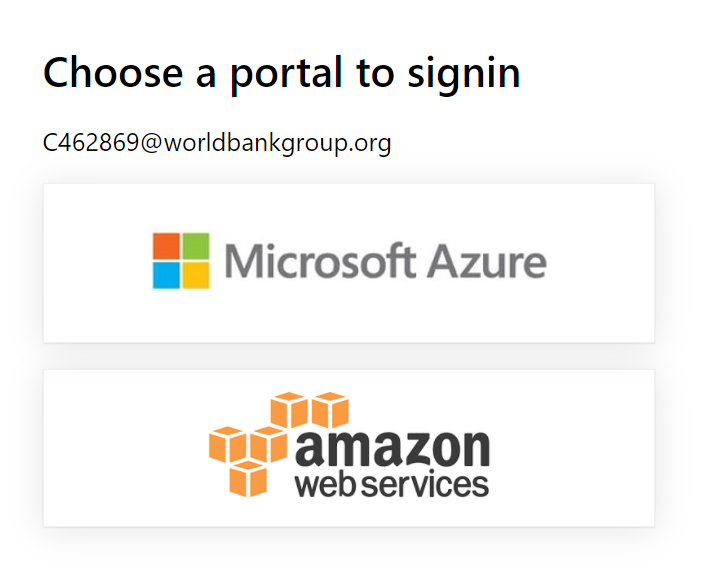 Choose a portal to signin
C462869@worldbankgroup.org
Microsoft Azure
amazon
web services